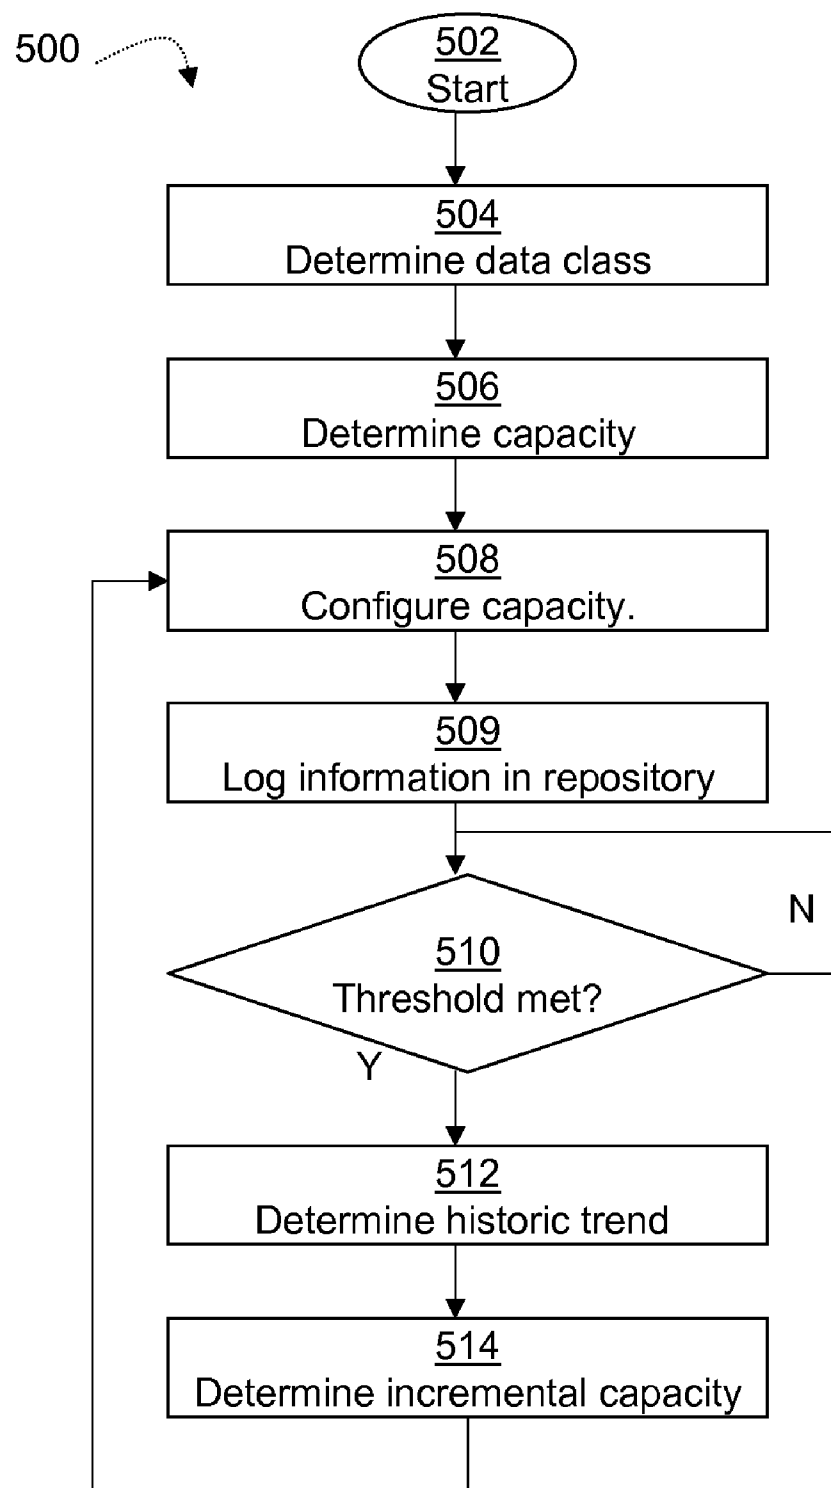 500
502
Start
504
Determine data class
506
Determine capacity
508
Configure capacity.
509
Log information in repository
N
510
Threshold met?
Y
512
Determine historic trend
514
Determine incremental capacity